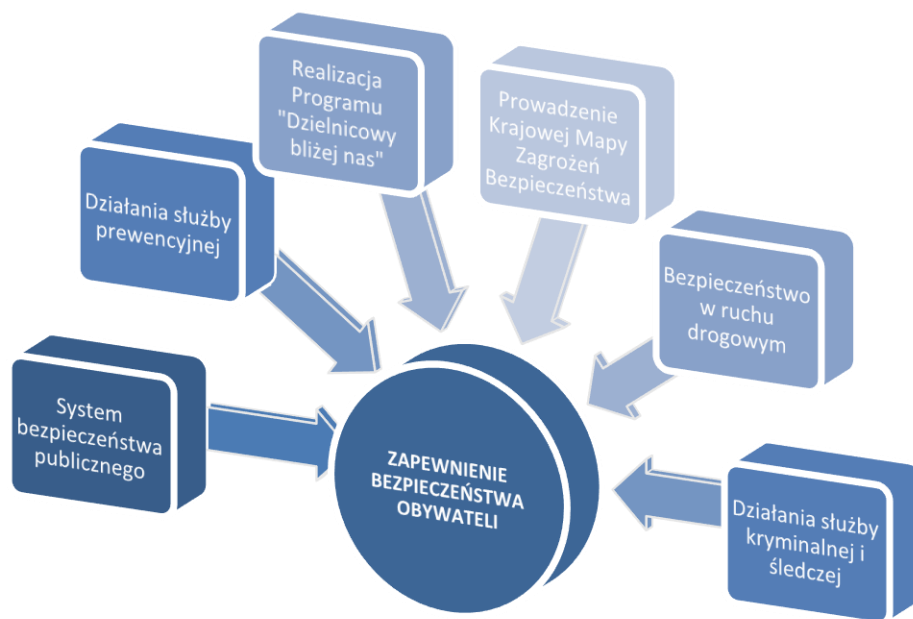 Realizacja
Programu
"Dzielnicowy
bliżej nas"
Prowadzenie
Krajowej Mapy
Zagrożeń
Bezpieczeństwa
Działania służby
prewencyjnej
Bezpieczeństwo
w ruchu
drogowym
System
bezpieczeństwa
publicznego
ZAPEWNIENIE
BEZPIECZEŃSTWA
OBYWATELI
Działania służby
kryminalnej i
śledczej